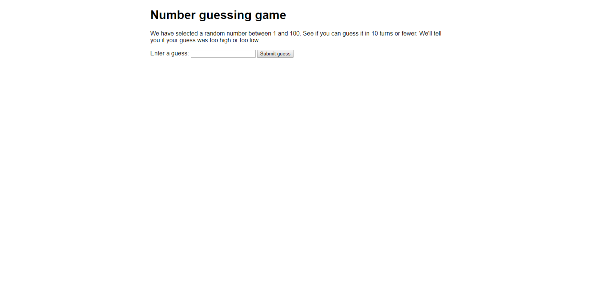 Number guessing game
We have selected a random number between 1 and 100. See if you can guess it in 10 turns or fewer. We'll tell
you if your guess was too high or too low.
Enter a guess: Submit guess